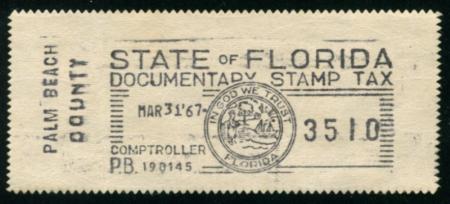 PALM BEACH
COUNTY
STATE OF FLORIDA
DOCUMENTARY STAMP TAX
MAR 31 '67
IN GOD WE TRUST
FLORIDA
3510
COMPTROLLER
P.B. 190145